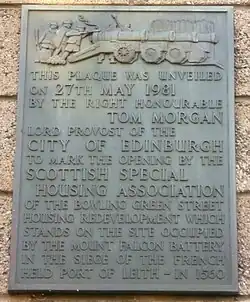 THIS PLAQUE WAS UNVEILED
ON 27TH MAY 1981
BY THE RIGHT HONOURABLE
TOM MORGAN
LORD PROVOST OF THE
CITY OF EDINBURGH
TO MARK THE OPENING BY THE
SCOTTISH SPECIAL
HOUSING ASSOCIATION
OF THE BOWLING GREEN STREET
HOUSING REDEVELOPMENT WHICH
STANDS ON THE SITE OCCUPIED
BY THE MOUNT FALCON BATTERY
IN THE SIEGE OF THE FRENCH
HELD PORT OF LEITH - IN 1560